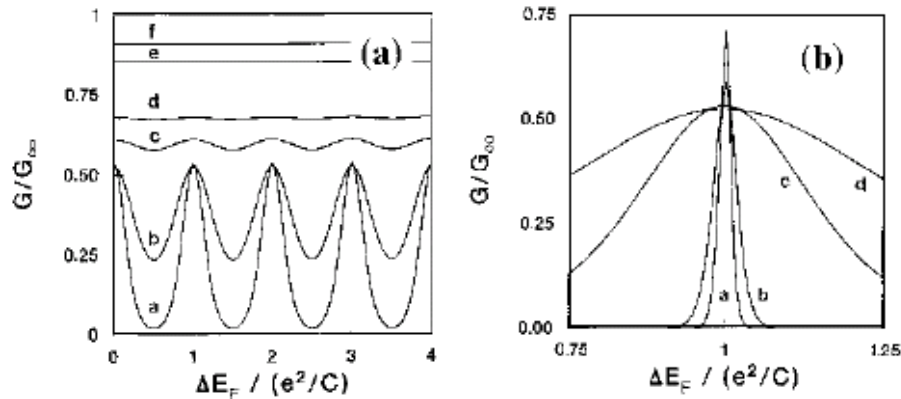 1
f
e
(a)
0.75
d
c
G/G∞
0.50
b
0.25
a
0
0 1 2 3 4
ΔE_F / (e²/C)
0.75
(b)
0.50
G/G∞
c
d
0.25
a b
0.00
0.75 1 1.25
ΔE_F / (e²/C)